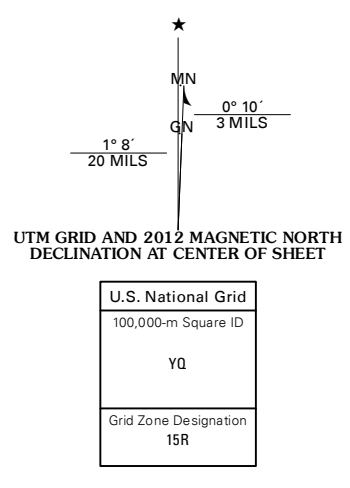 ★
MN
0° 10´
3 MILS
GN
1° 8´
20 MILS
UTM GRID AND 2012 MAGNETIC NORTH
DECLINATION AT CENTER OF SHEET
U.S. National Grid
100,000-m Square ID
YQ
Grid Zone Designation
15R